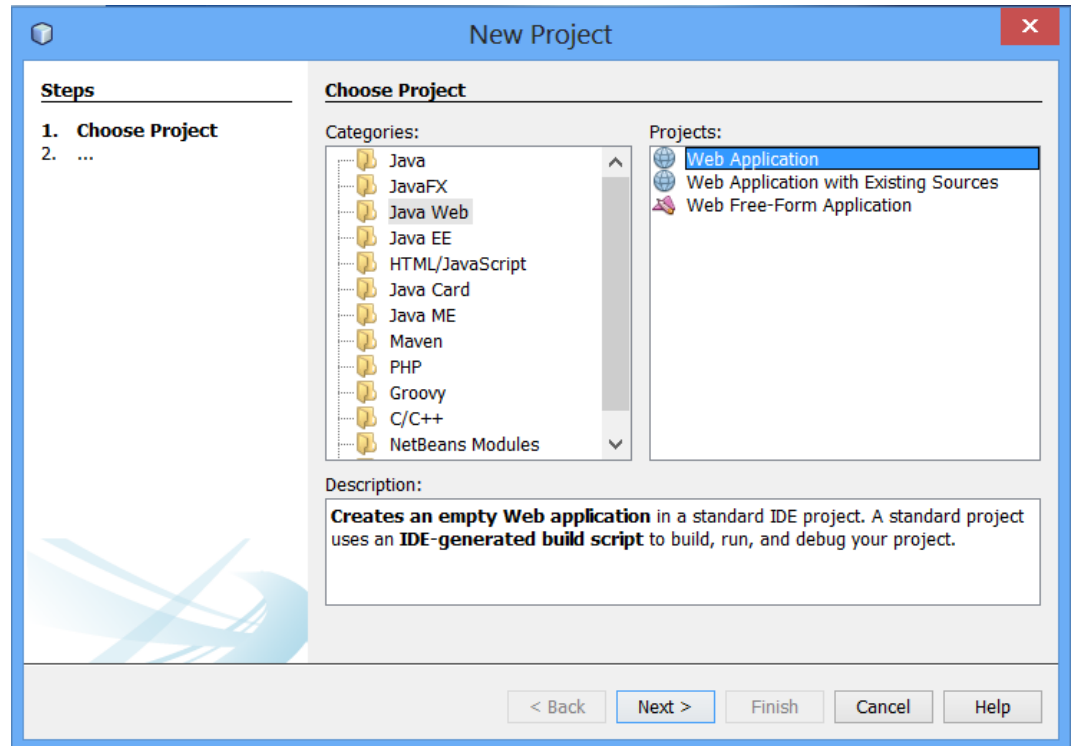 New Project
Steps
1. Choose Project
2. ...
Choose Project
Categories:
Java
JavaFX
Java Web
Java EE
HTML/JavaScript
Java Card
Java ME
Maven
PHP
Groovy
C/C++
NetBeans Modules
Projects:
Web Application
Web Application with Existing Sources
Web Free-Form Application
Description:
Creates an empty Web application in a standard IDE project. A standard project
uses an IDE-generated build script to build, run, and debug your project.
< Back Next > Finish Cancel Help